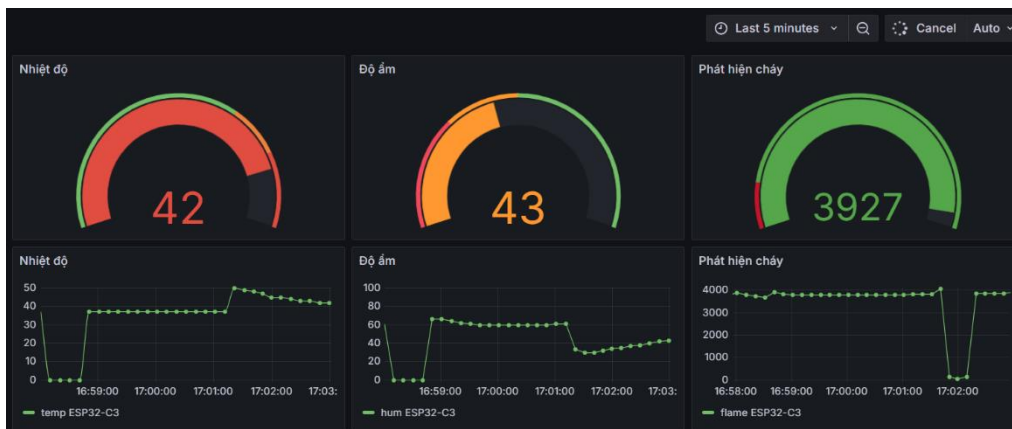 Last 5 minutes Cancel Auto
Nhiệt độ
42
Độ ẩm
43
Phát hiện cháy
3927
Nhiệt độ
50
40
30
20
10
0
16:59:00 17:00:00 17:01:00 17:02:00 17:03:
temp ESP32-C3
Độ ẩm
100
80
60
40
20
0
16:59:00 17:00:00 17:01:00 17:02:00 17:03:
hum ESP32-C3
Phát hiện cháy
4000
3000
2000
1000
0
16:58:00 16:59:00 17:00:00 17:01:00 17:02:00
flame ESP32-C3